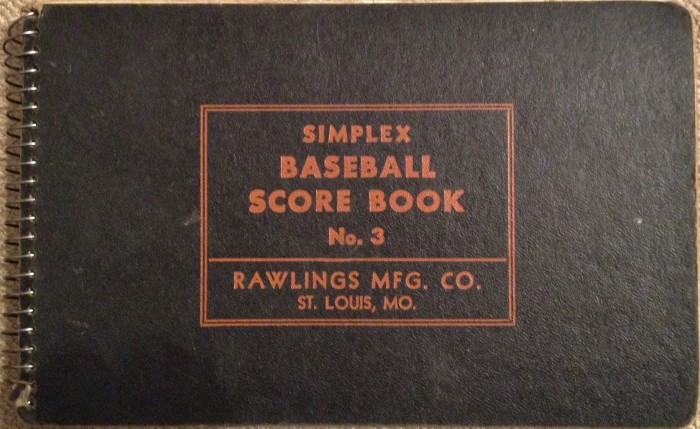 SIMPLEX
BASEBALL
SCORE BOOK
No. 3
RAWLINGS MFG. CO.
ST. LOUIS, MO.